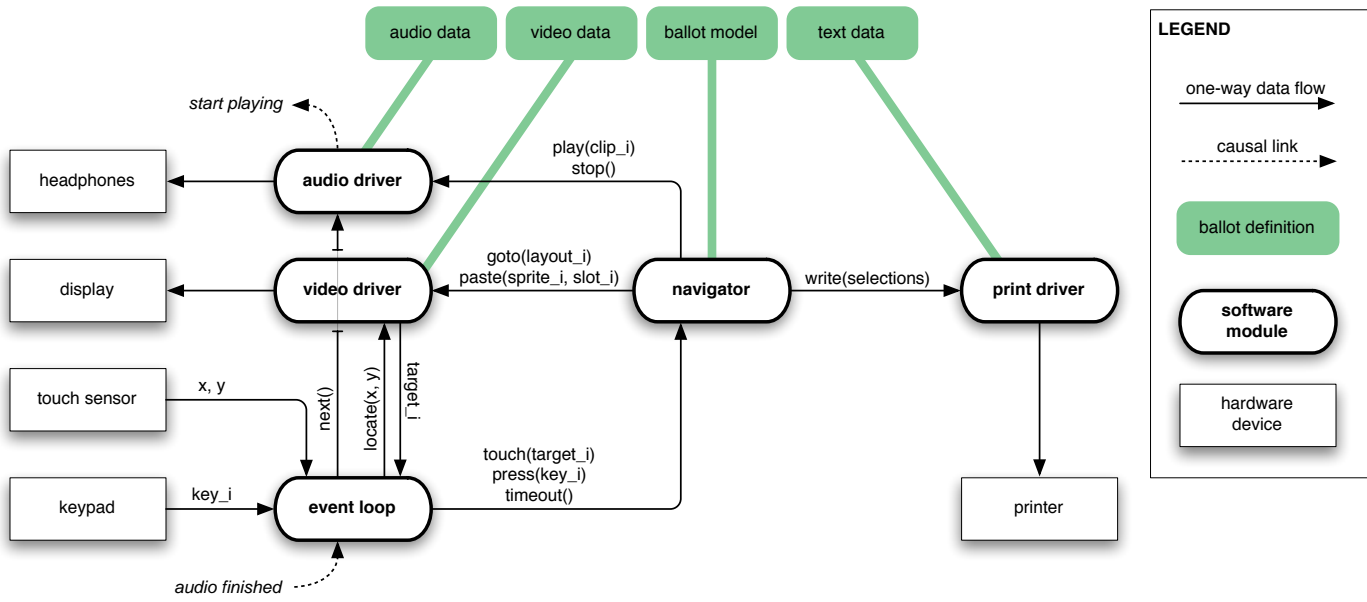 audio data
video data
ballot model
text data
LEGEND
one-way data flow
causal link
ballot definition
software
module
hardware
device
start playing
headphones
audio driver
play(clip_i)
stop()
display
video driver
goto(layout_i)
paste(sprite_i, slot_i)
navigator
write(selections)
print driver
touch sensor
x, y
next()
locate(x, y)
target_i
keypad
key_i
event loop
touch(target_i)
press(key_i)
timeout()
printer
audio finished